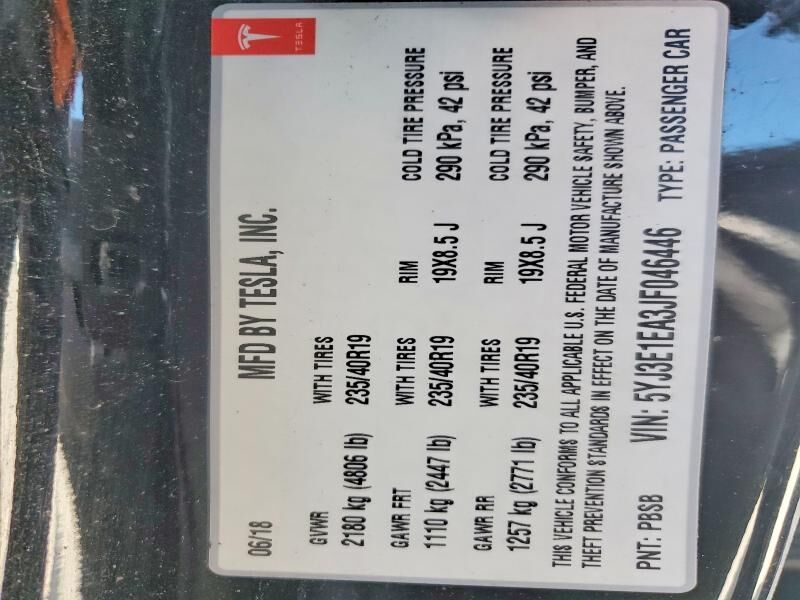 TESLA
MFD BY TESLA, INC.
06/18
GVWR WITH TIRES
2180 kg (4806 lb) 235/40R19
GAWR FRT WITH TIRES RIM COLD TIRE PRESSURE
1110 kg (2447 lb) 235/40R19 19X8.5 J 290 kPa, 42 psi
GAWR RR WITH TIRES RIM COLD TIRE PRESSURE
1257 kg (2771 lb) 235/40R19 19X8.5 J 290 kPa, 42 psi
THIS VEHICLE CONFORMS TO ALL APPLICABLE U.S. FEDERAL MOTOR VEHICLE SAFETY, BUMPER, AND
THEFT PREVENTION STANDARDS IN EFFECT ON THE DATE OF MANUFACTURE SHOWN ABOVE.
PNT: PBSB VIN: 5YJ3E1EA3JF046446 TYPE: PASSENGER CAR